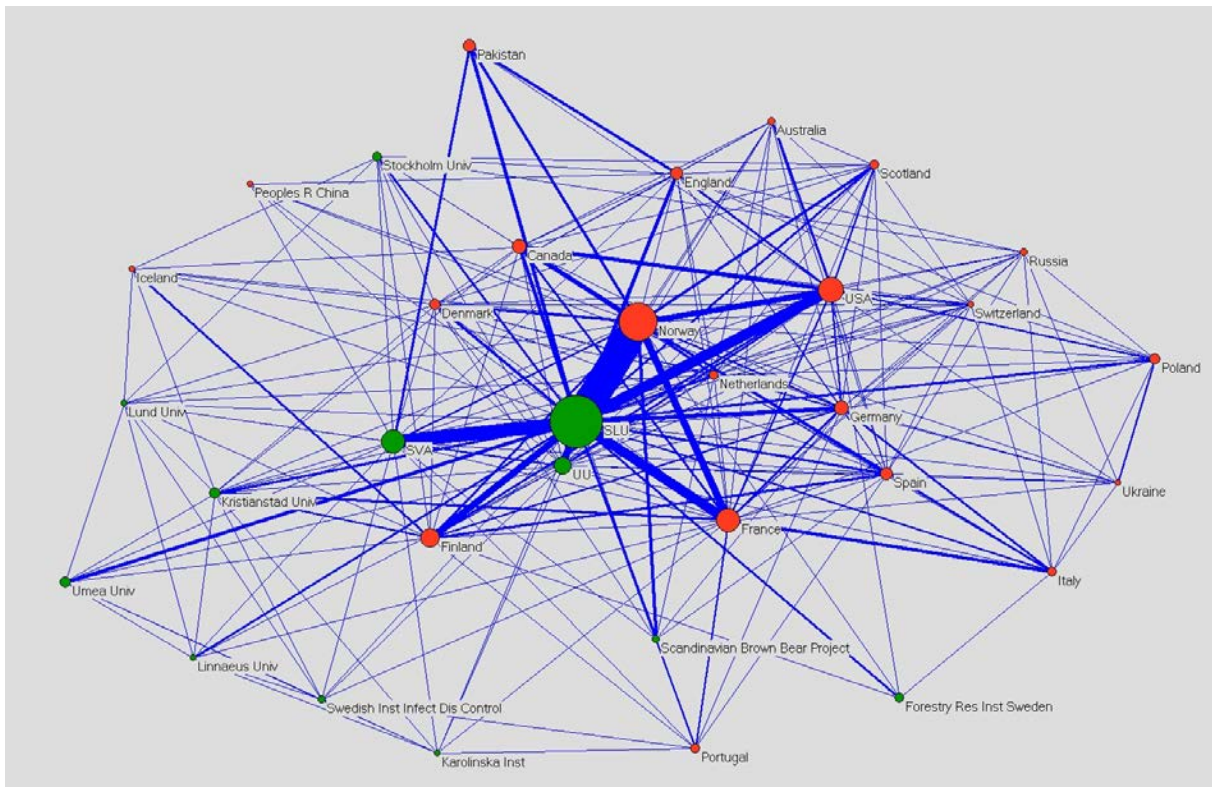 Pakistan
Australia
Stockholm Univ
Scotland
England
Peoples R China
Canada
Russia
Iceland
USA
Denmark
Switzerland
Norway
Poland
Netherlands
Lund Univ
Germany
SLU
SVA
UU
Spain
Ukraine
Kristianstad Univ
France
Finland
Italy
Umea Univ
Scandinavian Brown Bear Project
Linnaeus Univ
Swedish Inst Infect Dis Control
Forestry Res Inst Sweden
Portugal
Karolinska Inst